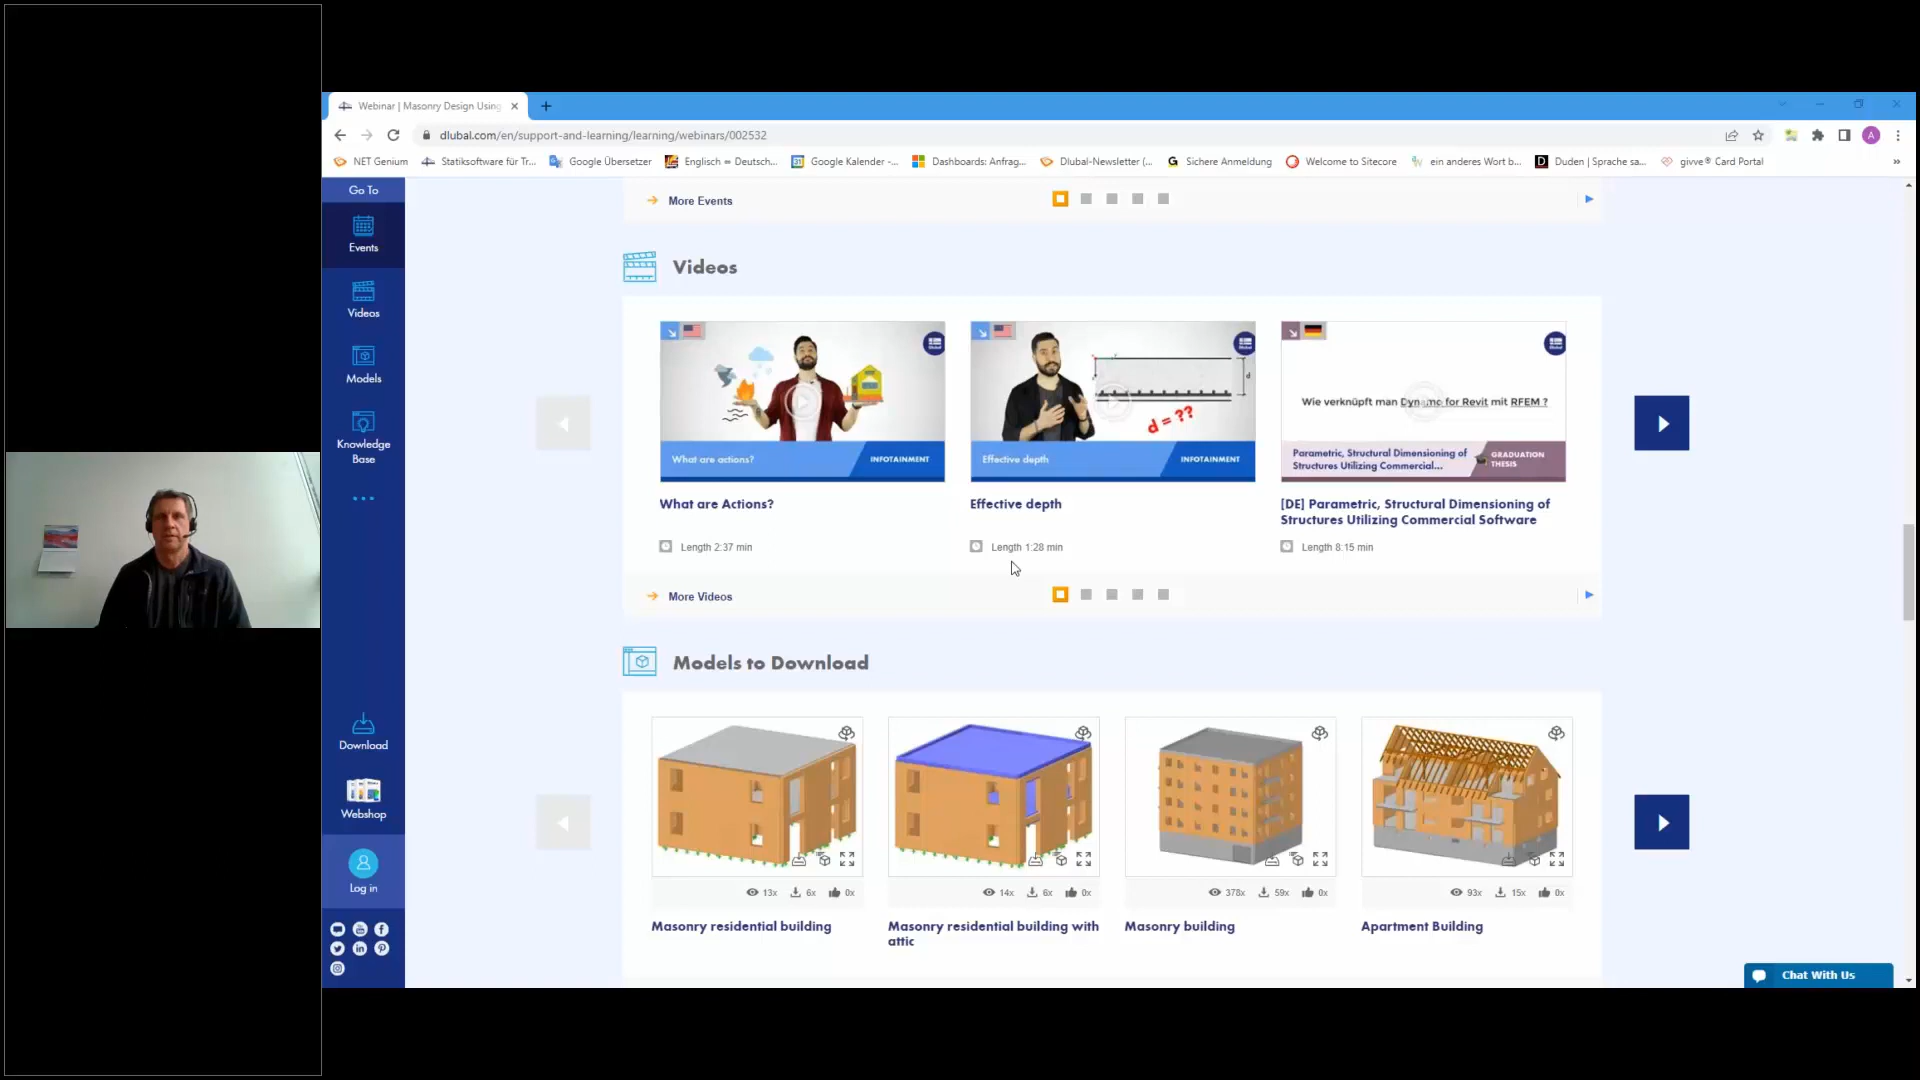 Webinar | Masonry Design Using
dlubal.com/en/support-and-learning/learning/webinars/002532
NET Genium
Statiksoftware für Tr...
Google Übersetzer
Englisch ⇔ Deutsch...
Google Kalender -...
Dashboards: Anfrag...
Dlubal-Newsletter (...
Sichere Anmeldung
Welcome to Sitecore
ein anderes Wort b...
Duden | Sprache sa...
givve® Card Portal
Go To
Events
Videos
Models
Knowledge
Base
Download
Webshop
Log in
More Events
Videos
What are actions?
INFOTAINMENT
What are Actions?
Length 2:37 min
d
d = ??
Effective depth
INFOTAINMENT
Effective depth
Length 1:28 min
Wie verknüpft man Dynamo for Revit mit RFEM ?
Parametric, Structural Dimensioning of
Structures Utilizing Commercial...
GRADUATION
THESIS
[DE] Parametric, Structural Dimensioning of
Structures Utilizing Commercial Software
Length 8:15 min
More Videos
Models to Download
13x 6x 0x
Masonry residential building
14x 6x 0x
Masonry residential building with
attic
378x 59x 0x
Masonry building
93x 15x 0x
Apartment Building
Chat With Us